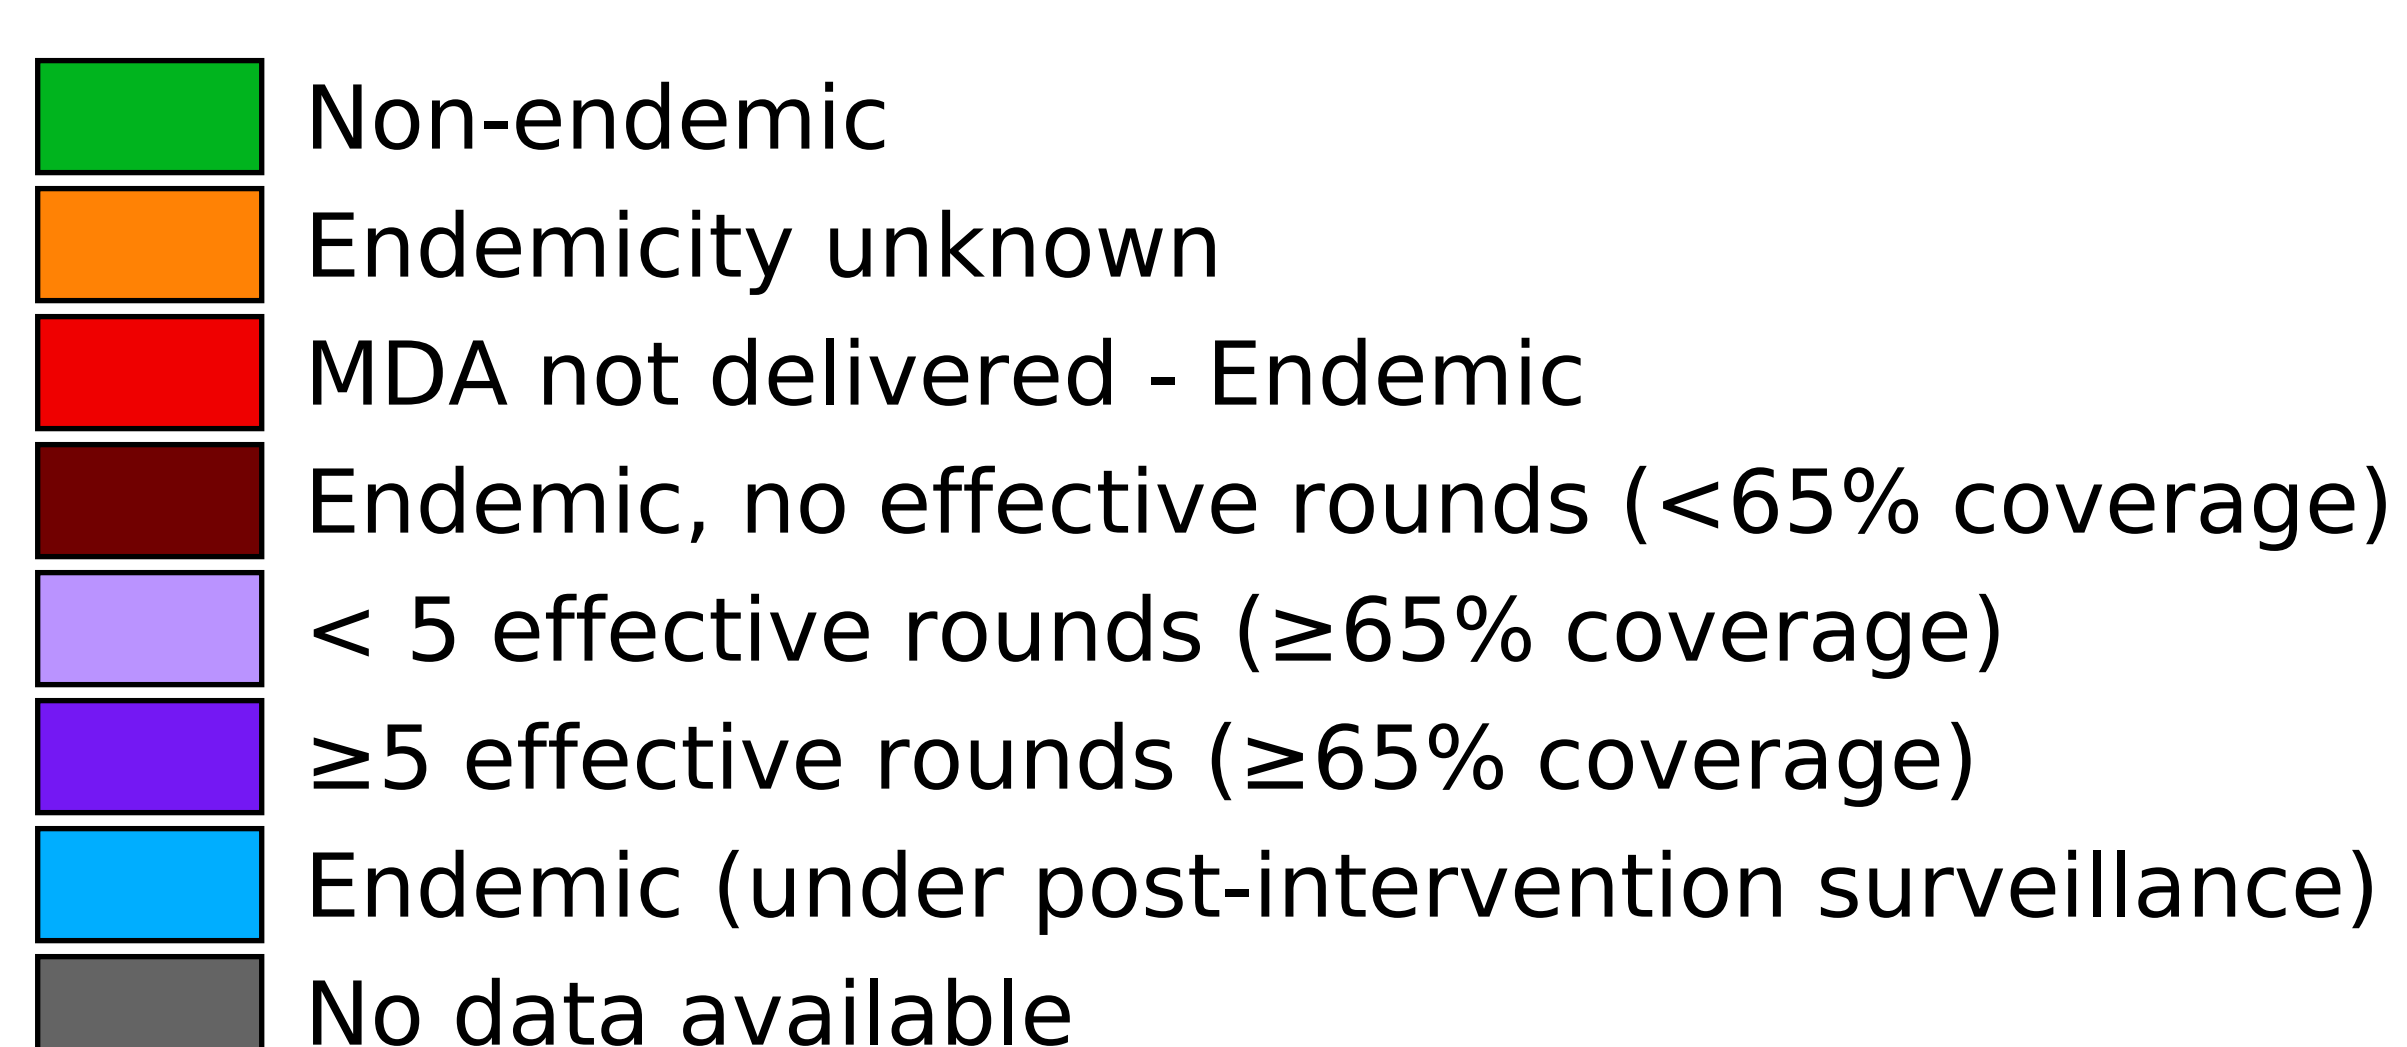 Non-endemic
Endemicity unknown
MDA not delivered - Endemic
Endemic, no effective rounds (<65% coverage)
< 5 effective rounds (≥65% coverage)
≥5 effective rounds (≥65% coverage)
Endemic (under post-intervention surveillance)
No data available